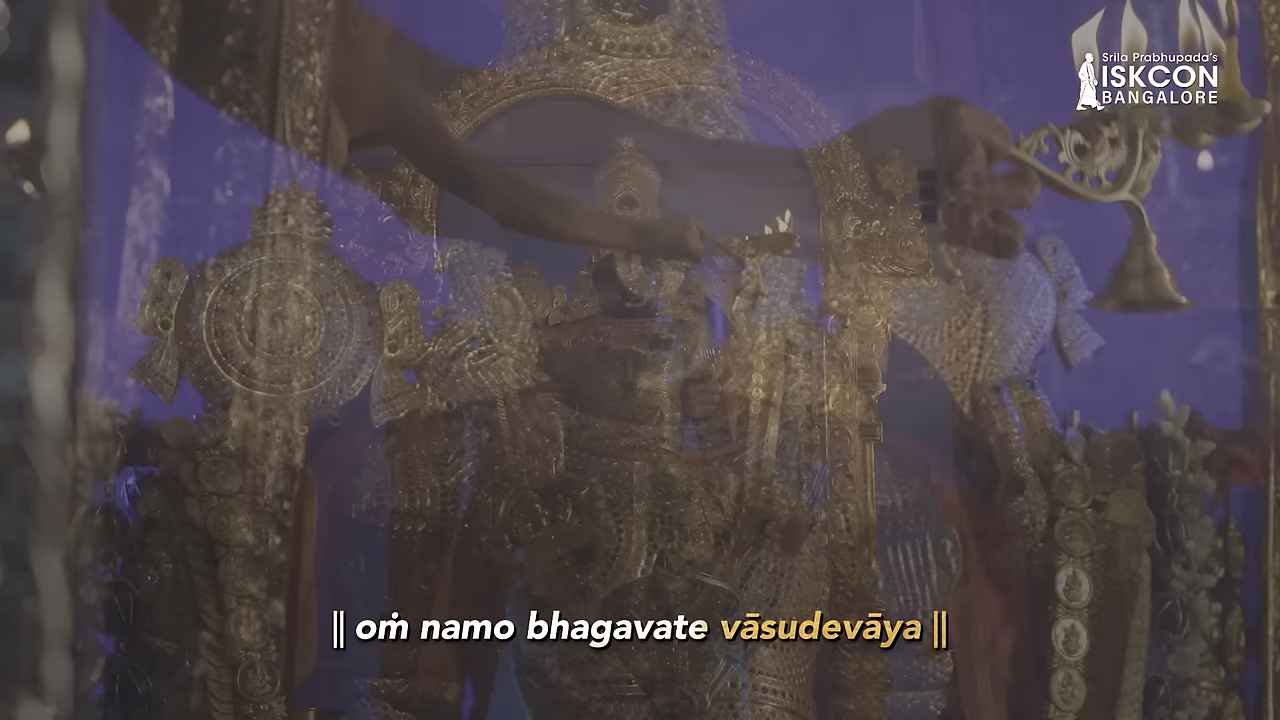 Srila Prabhupada's
ISKCON
BANGALORE
|| oṁ namo bhagavate vāsudevāya ||